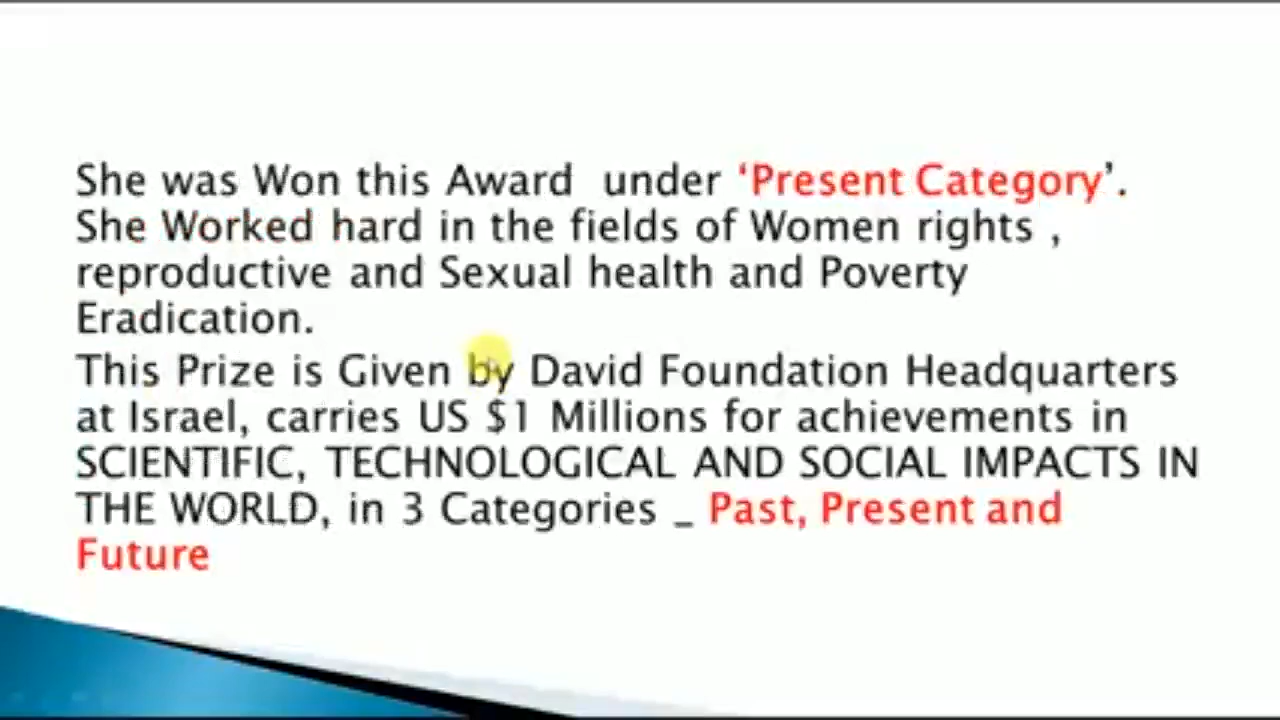 She was Won this Award  under ‘Present Category’.
She Worked hard in the fields of Women rights ,
reproductive and Sexual health and Poverty
Eradication.
This Prize is Given by David Foundation Headquarters
at Israel, carries US $1 Millions for achievements in
SCIENTIFIC, TECHNOLOGICAL AND SOCIAL IMPACTS IN
THE WORLD, in 3 Categories _ Past, Present and
Future